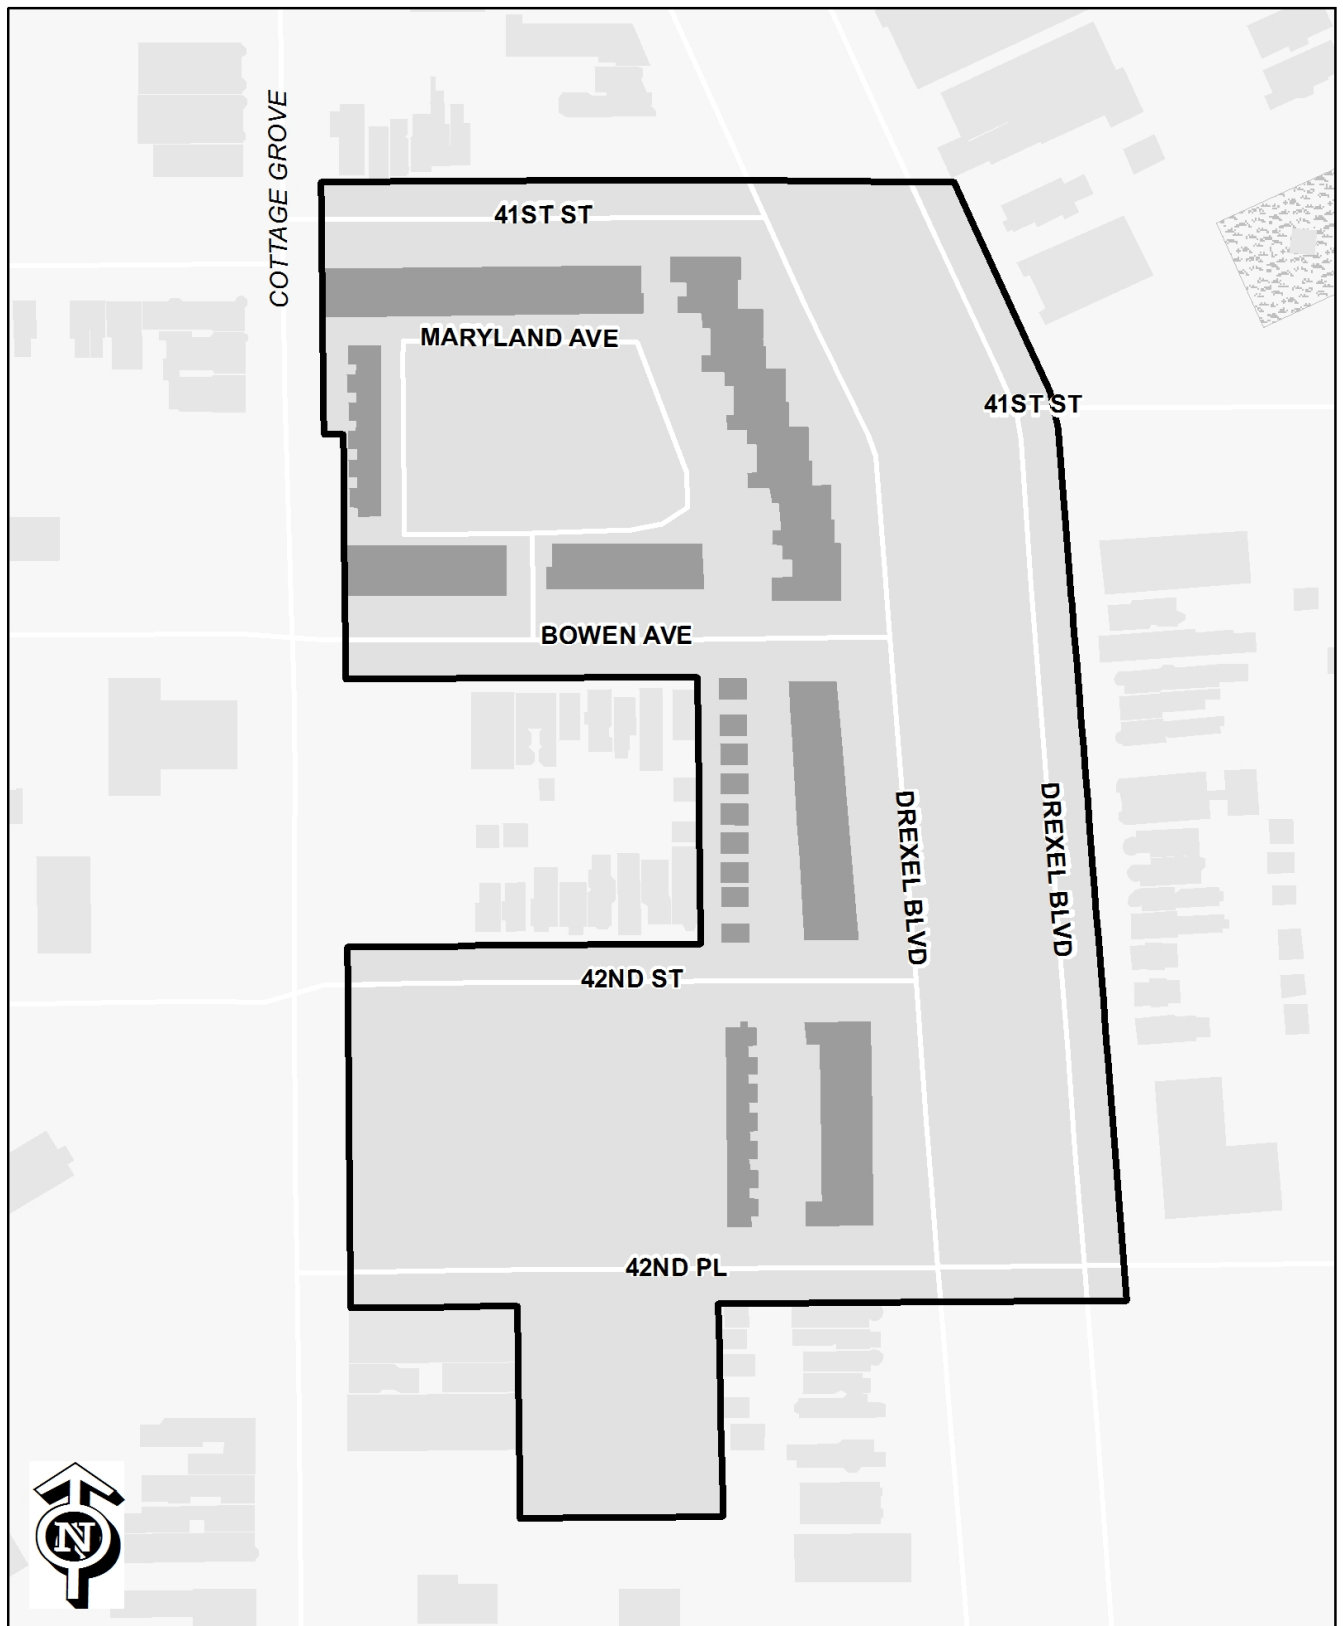 COTTAGE GROVE
41ST ST
MARYLAND AVE
41ST ST
BOWEN AVE
DREXEL BLVD
DREXEL BLVD
42ND ST
42ND PL
N